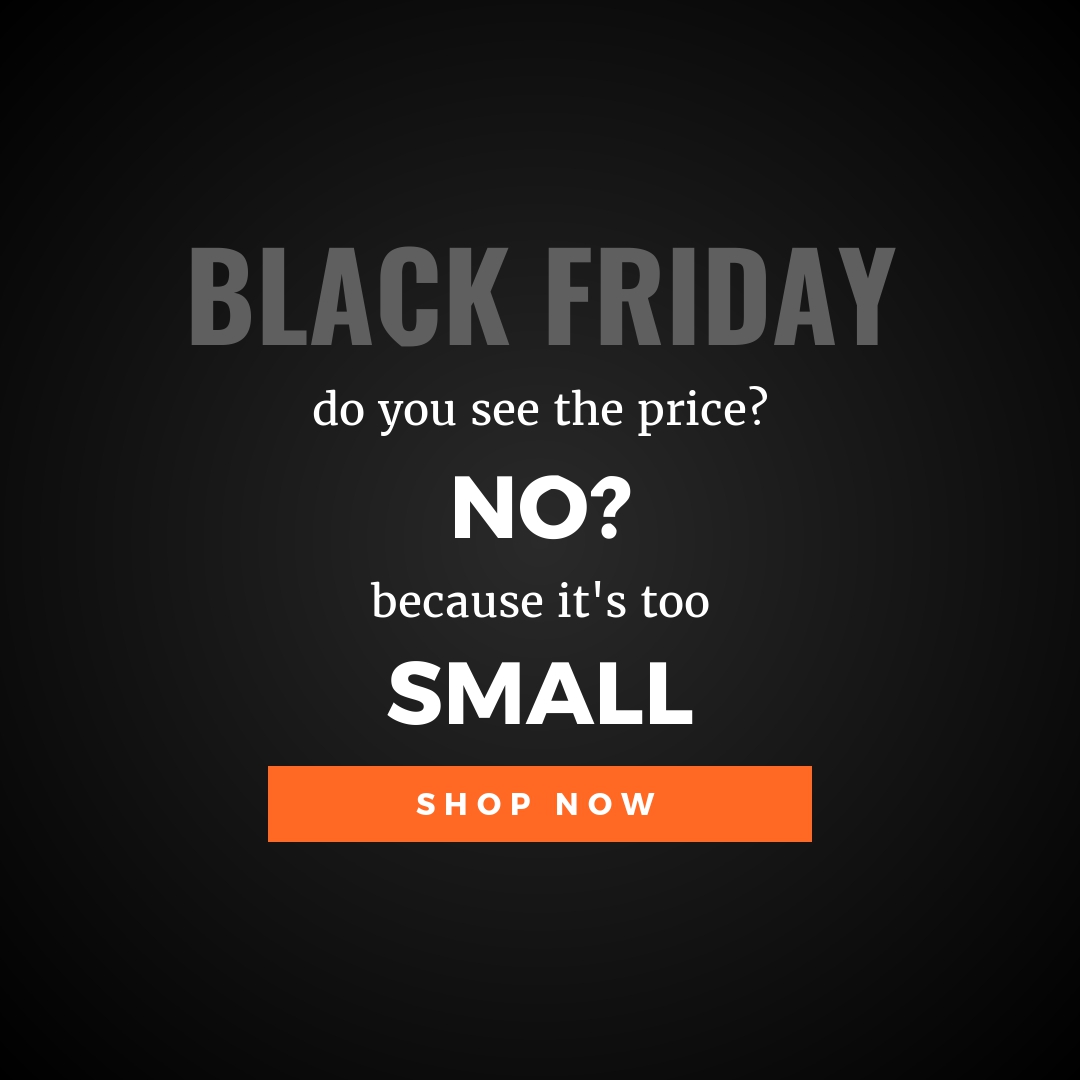 BLACK FRIDAY
do you see the price?
NO?
because it's too
SMALL
SHOP NOW